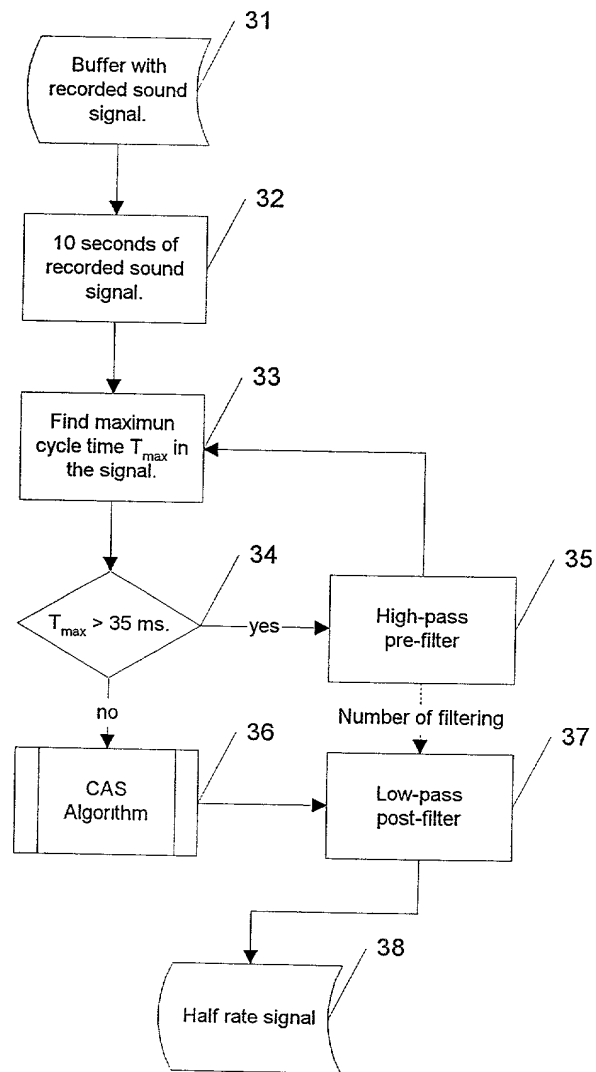 31
Buffer with
recorded sound
signal.
32
10 seconds of
recorded sound
signal.
33
Find maximun
cycle time Tmax in
the signal.
34
Tmax > 35 ms.
yes
35
High-pass
pre-filter
no
Number of filtering
36
CAS
Algorithm
37
Low-pass
post-filter
38
Half rate signal